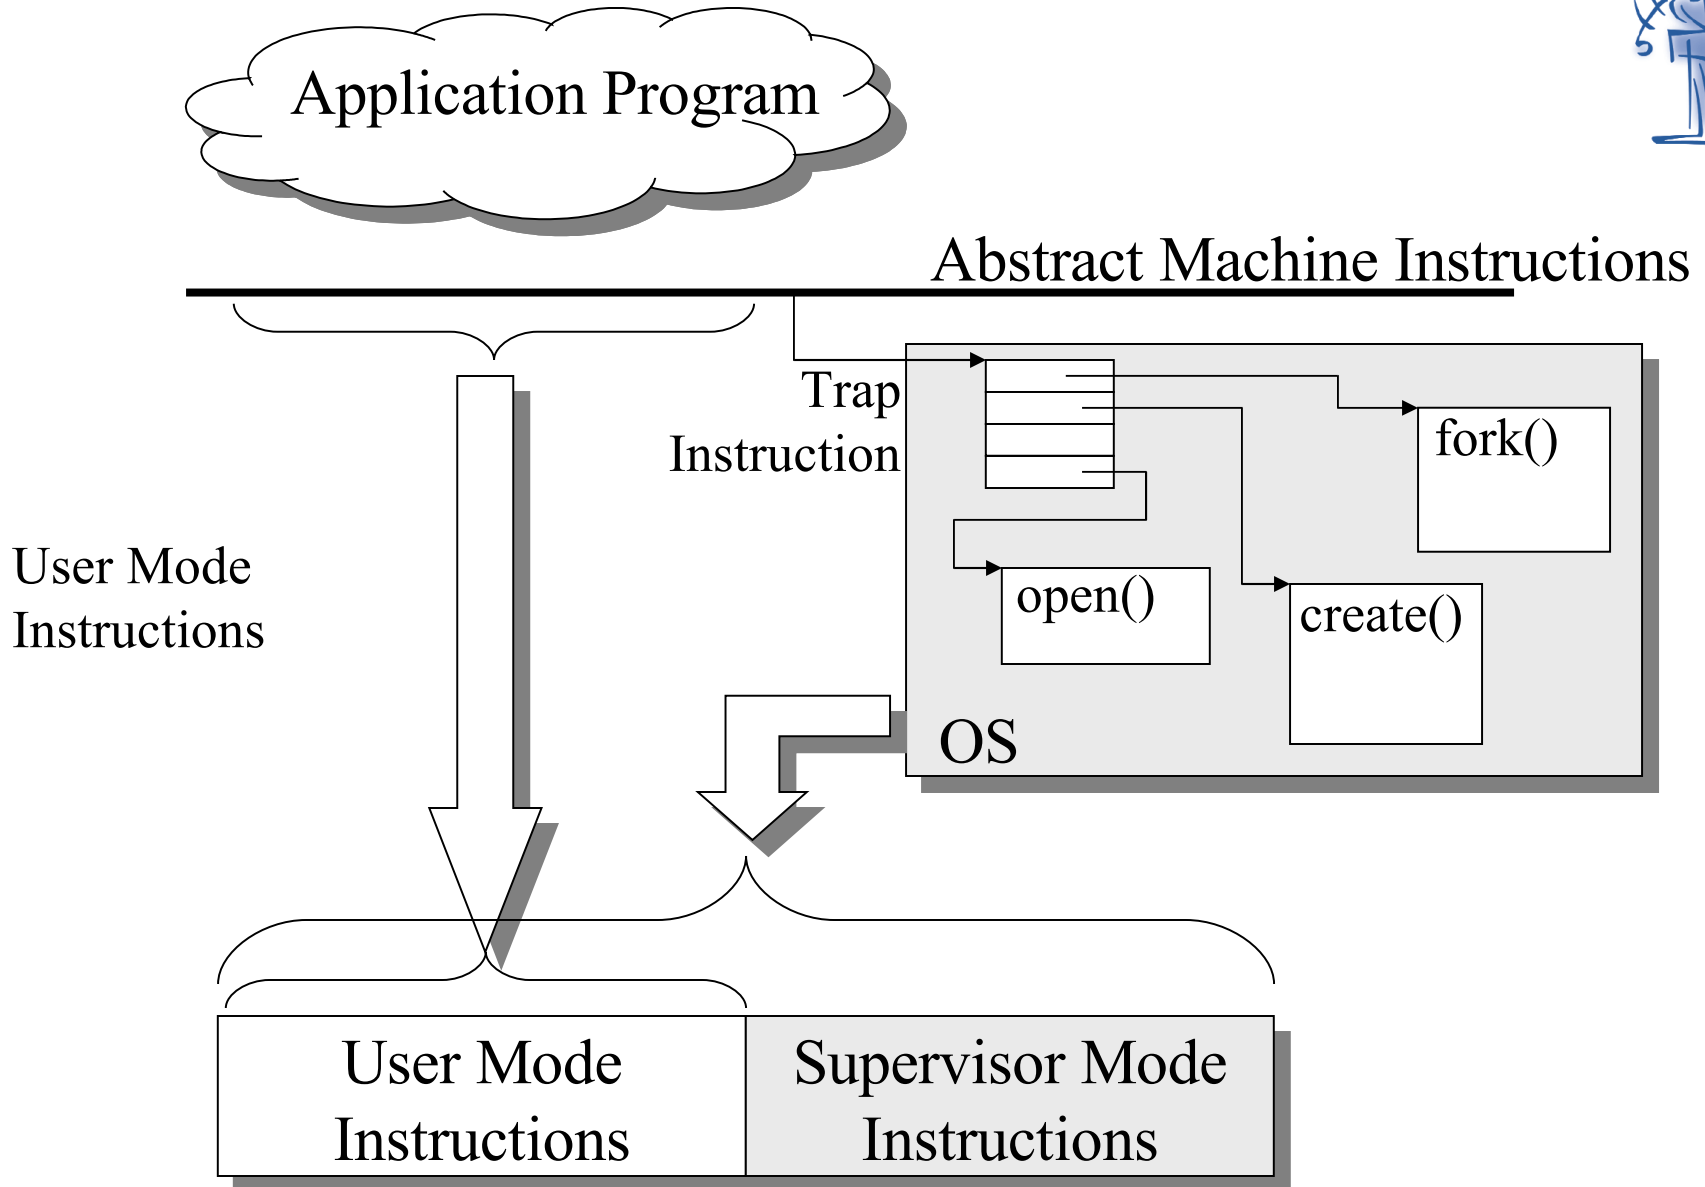 Application Program
Abstract Machine Instructions
Trap
Instruction
fork()
User Mode
Instructions
open()
create()
OS
User Mode
Instructions
Supervisor Mode
Instructions